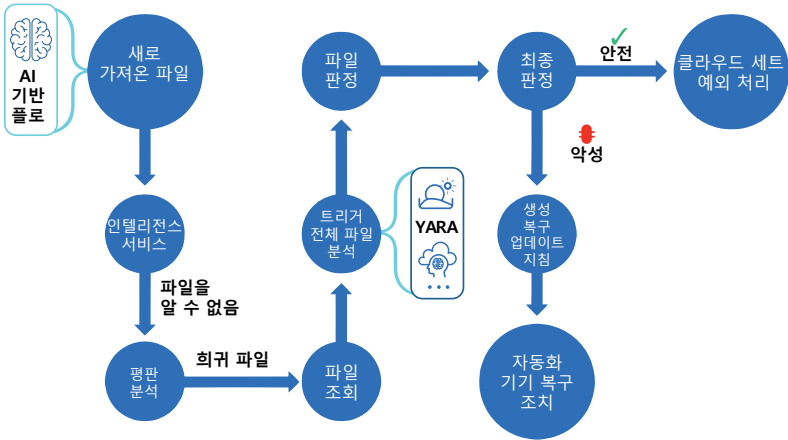 AI
기반
플로
새로
가져온 파일
인텔리전스
서비스
파일을
알 수 없음
평판
분석
희귀 파일
파일
조회
트리거
전체 파일
분석
YARA
파일
판정
최종
판정
안전
클라우드 세트
예외 처리
악성
생성
복구
업데이트
지침
자동화
기기 복구
조치